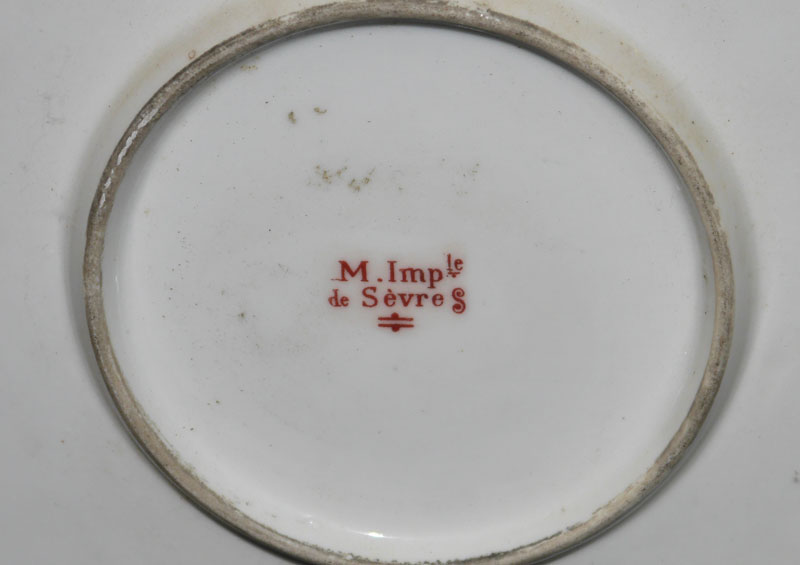 M. Imple
de Sèvres